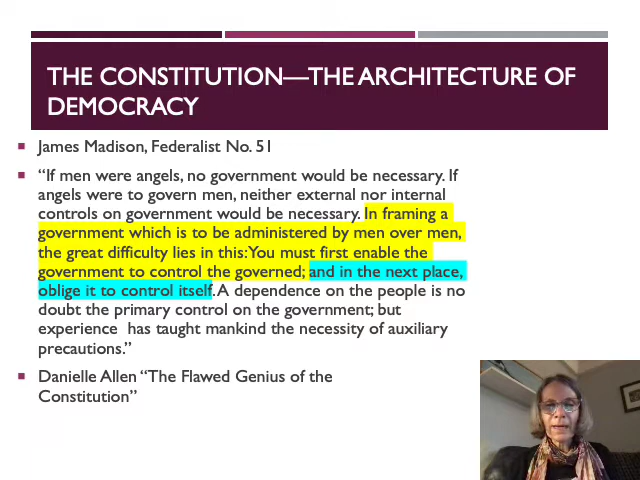 THE CONSTITUTION—THE ARCHITECTURE OF
DEMOCRACY
James Madison, Federalist No. 51
“If men were angels, no government would be necessary. If
angels were to govern men, neither external nor internal
controls on government would be necessary. In framing a
government which is to be administered by men over men,
the great difficulty lies in this: You must first enable the
government to control the governed; and in the next place,
oblige it to control itself. A dependence on the people is no
doubt the primary control on the government; but
experience has taught mankind the necessity of auxiliary
precautions.”
Danielle Allen “The Flawed Genius of the
Constitution”